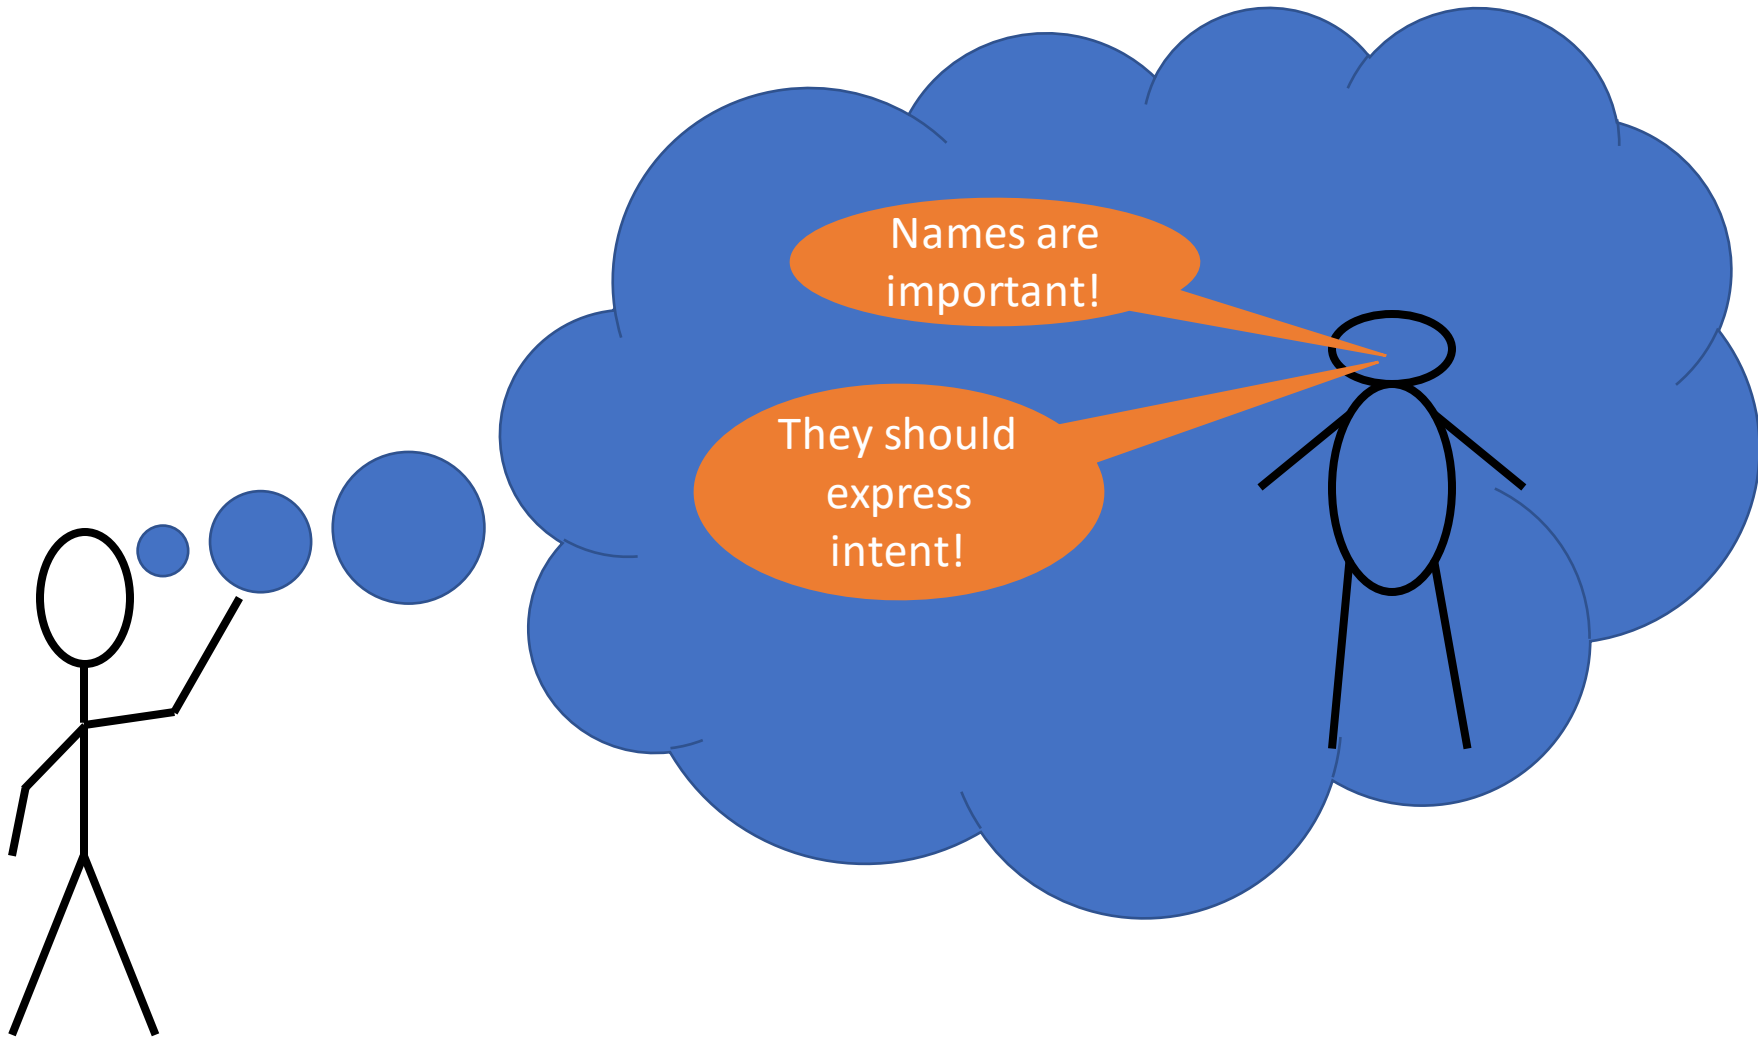 Names are
important!
They should
express
intent!